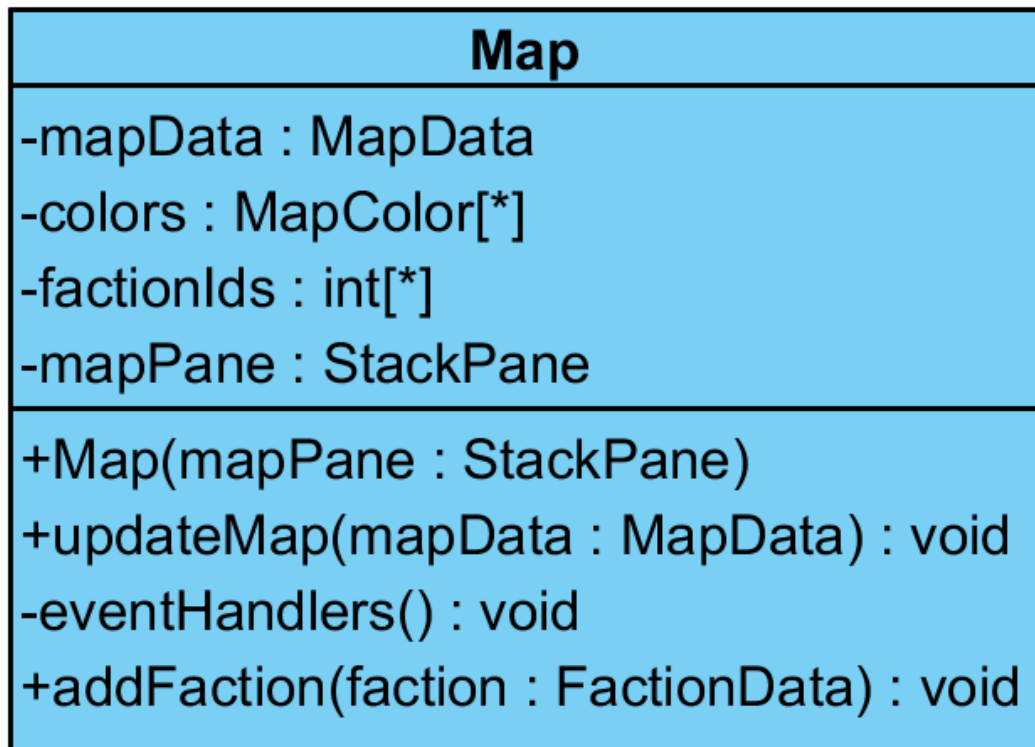 Map
-mapData : MapData
-colors : MapColor[*]
-factionIds : int[*]
-mapPane : StackPane
+Map(mapPane : StackPane)
+updateMap(mapData : MapData) : void
-eventHandlers() : void
+addFaction(faction : FactionData) : void